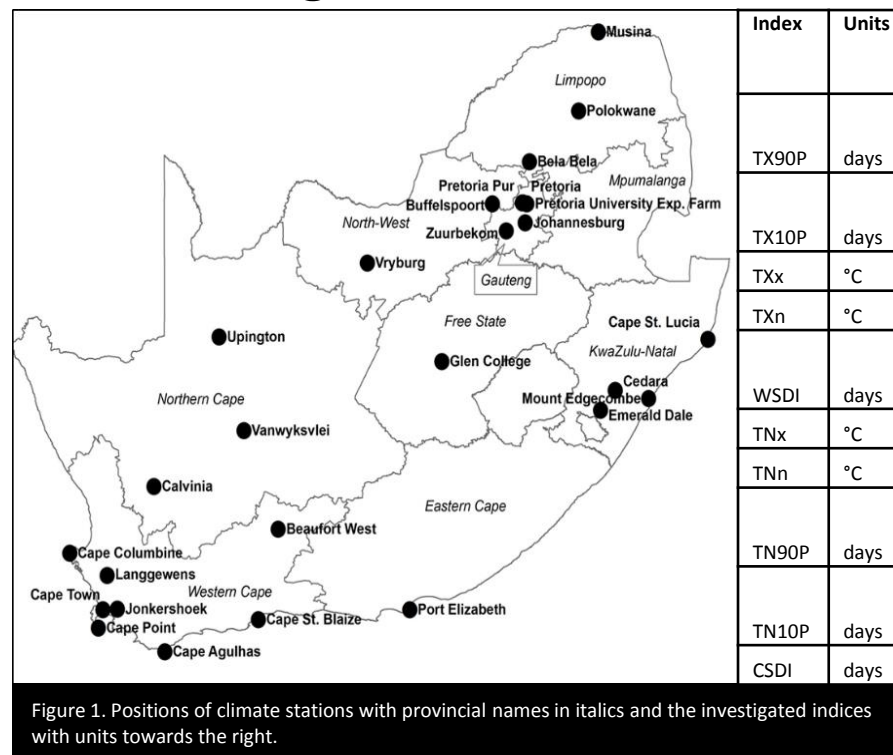 Musina
Limpopo
Polokwane
Bela Bela
Pretoria Pur
Pretoria
Mpumalanga
Buffelspoort
Pretoria University Exp. Farm
North-West
Johannesburg
Zuurbekom
Vryburg
Gauteng
Free State
Cape St. Lucia
Upington
KwaZulu-Natal
Glen College
Cedara
Northern Cape
Mount Edgecombe
Emerald Dale
Vanwyksvlei
Calvinia
Eastern Cape
Beaufort West
Cape Columbine
Langgewens
Western Cape
Cape Town
Jonkershoek
Port Elizabeth
Cape St. Blaize
Cape Point
Cape Agulhas
Index Units
TX90P days
TX10P days
TXx °C
TXn °C
WSDI days
TNx °C
TNn °C
TN90P days
TN10P days
CSDI days
Figure 1. Positions of climate stations with provincial names in italics and the investigated indices
with units towards the right.